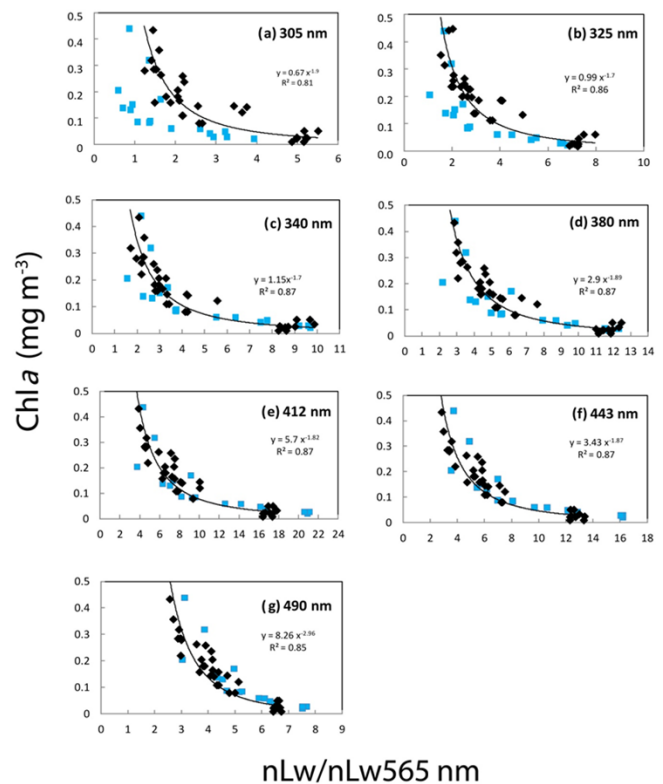 (a) 305 nm
y = 0.67 x^-1.9
R² = 0.81
0.5
0.4
0.3
0.2
0.1
0
0 1 2 3 4 5 6
(b) 325 nm
y = 0.99 x^-1.7
R² = 0.86
0.5
0.4
0.3
0.2
0.1
0
0 2 4 6 8 10
(c) 340 nm
y = 1.15x^-1.7
R² = 0.87
0.5
0.4
0.3
0.2
0.1
0
0 1 2 3 4 5 6 7 8 9 10 11
(d) 380 nm
y = 2.9 x^-1.89
R² = 0.87
0.5
0.4
0.3
0.2
0.1
0
0 1 2 3 4 5 6 7 8 9 10 11 12 13 14
Chla (mg m⁻³)
(e) 412 nm
y = 5.7 x^-1.82
R² = 0.87
0.5
0.4
0.3
0.2
0.1
0
0 2 4 6 8 10 12 14 16 18 20 22 24
(f) 443 nm
y = 3.43 x^-1.87
R² = 0.87
0.5
0.4
0.3
0.2
0.1
0
0 2 4 6 8 10 12 14 16 18
(g) 490 nm
y = 8.26 x^-2.96
R² = 0.85
0.5
0.4
0.3
0.2
0.1
0
0 1 2 3 4 5 6 7 8 9
nLw/nLw565 nm